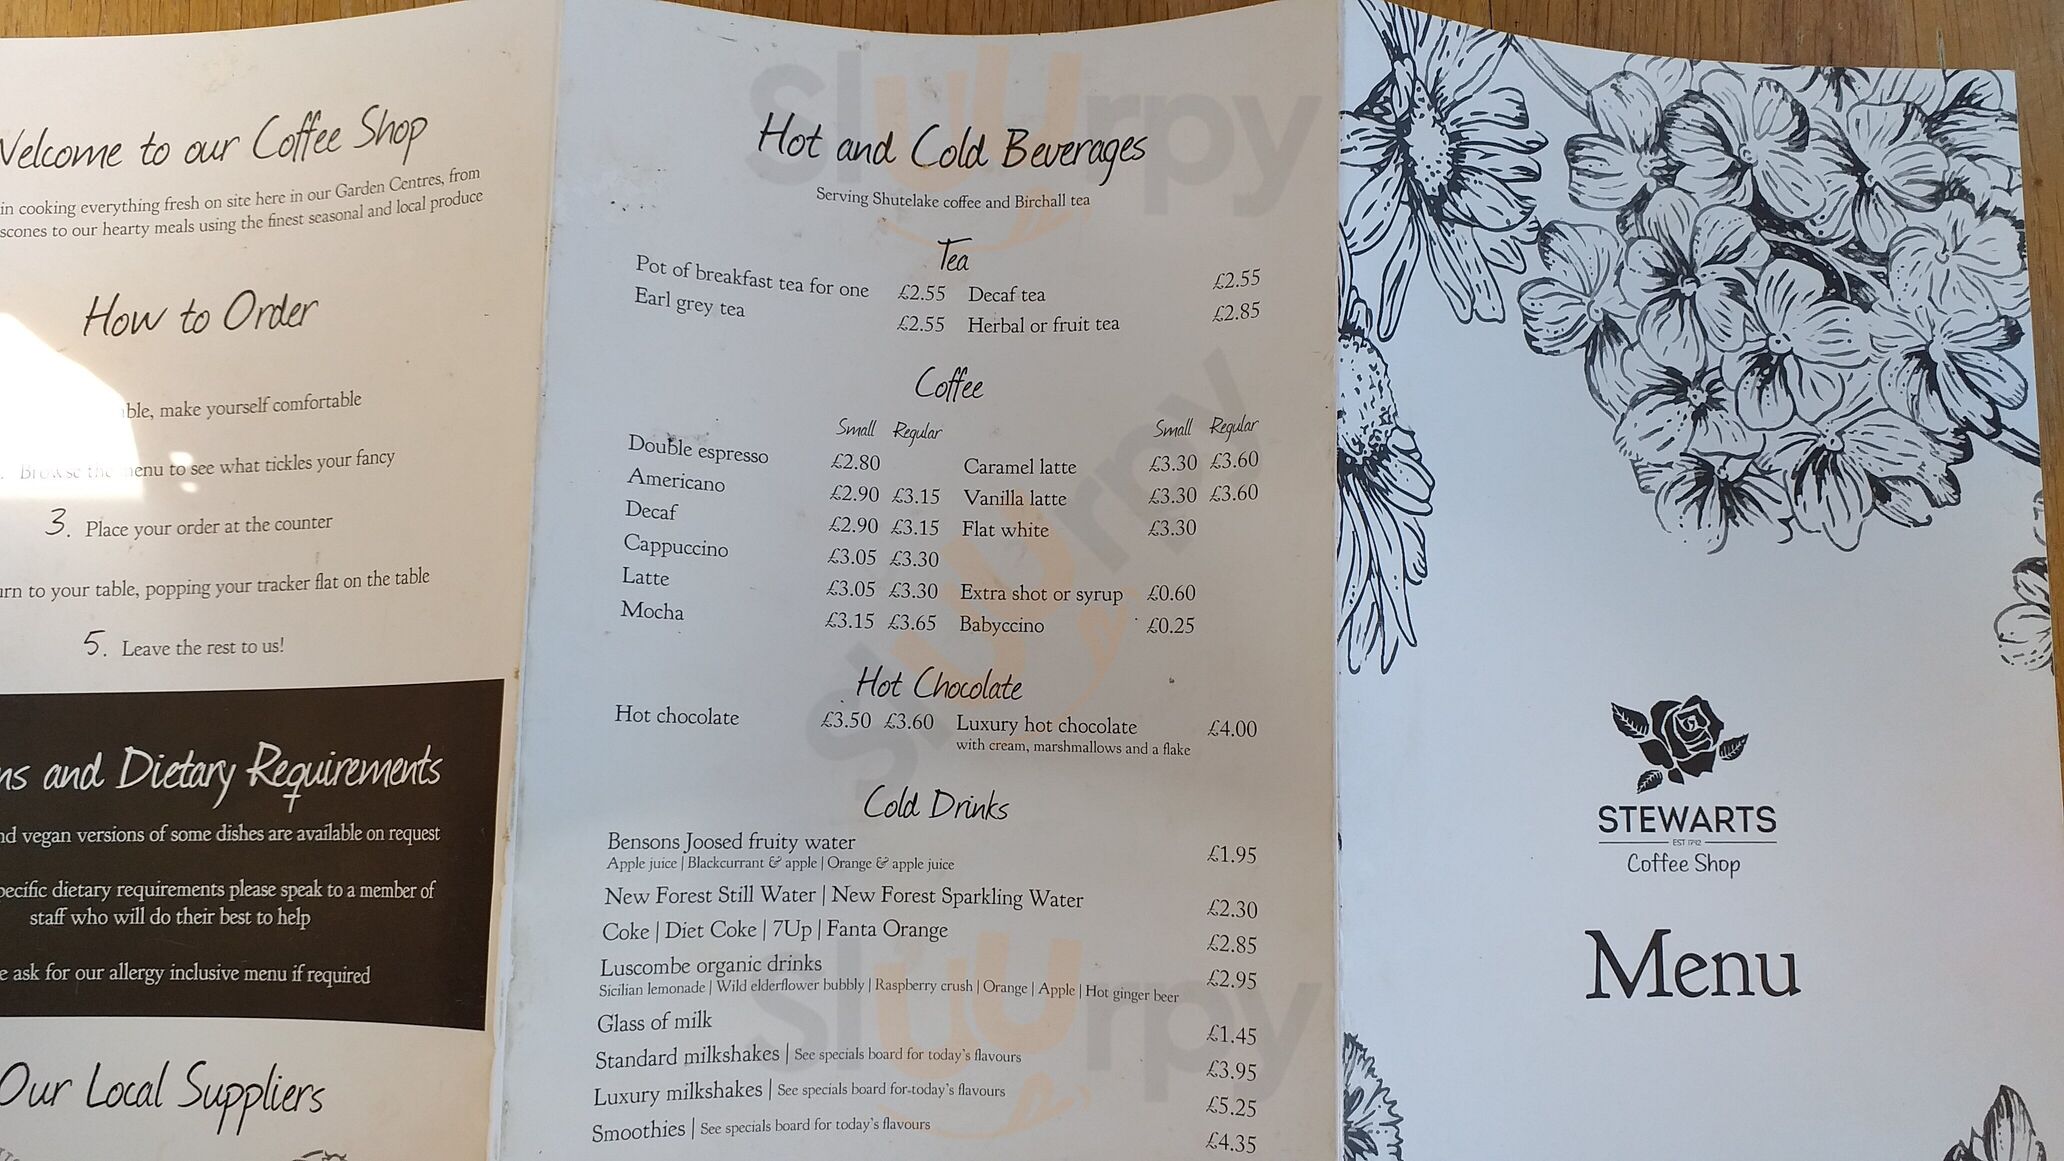 Welcome to our Coffee Shop
in cooking everything fresh on site here in our Garden Centres, from
scones to our hearty meals using the finest seasonal and local produce
How to Order
make yourself comfortable
Browse the menu to see what tickles your fancy
3. Place your order at the counter
to your table, popping your tracker flat on the table
5. Leave the rest to us!
and Dietary Requirements
vegan versions of some dishes are available on request
dietary requirements please speak to a member of
staff who will do their best to help
ask for our allergy inclusive menu if required
Our Local Suppliers
Hot and Cold Beverages
Serving Shutelake coffee and Birchall tea
Tea
Pot of breakfast tea for one £2.55 Decaf tea £2.55
Earl grey tea £2.55 Herbal or fruit tea £2.85
Coffee
Small Regular Small Regular
Double espresso £2.80 Caramel latte £3.30 £3.60
Americano £2.90 £3.15 Vanilla latte £3.30 £3.60
Decaf £2.90 £3.15 Flat white £3.30
Cappuccino £3.05 £3.30
Latte £3.05 £3.30 Extra shot or syrup £0.60
Mocha £3.15 £3.65 Babyccino £0.25
Hot Chocolate
Hot chocolate £3.50 £3.60 Luxury hot chocolate £4.00
with cream, marshmallows and a flake
Cold Drinks
Bensons Joosed fruity water £1.95
Apple juice | Blackcurrant & apple | Orange & apple juice
New Forest Still Water | New Forest Sparkling Water £2.30
Coke | Diet Coke | 7Up | Fanta Orange £2.85
Luscombe organic drinks £2.95
Sicilian lemonade | Wild elderflower bubbly | Raspberry crush | Orange | Apple | Hot ginger beer
Glass of milk £1.45
Standard milkshakes | See specials board for today's flavours £3.95
Luxury milkshakes | See specials board for today's flavours £5.25
Smoothies | See specials board for today's flavours £4.35
STEWARTS
EST 1742
Coffee Shop
Menu
sluurpy
sluurpy
sluurpy